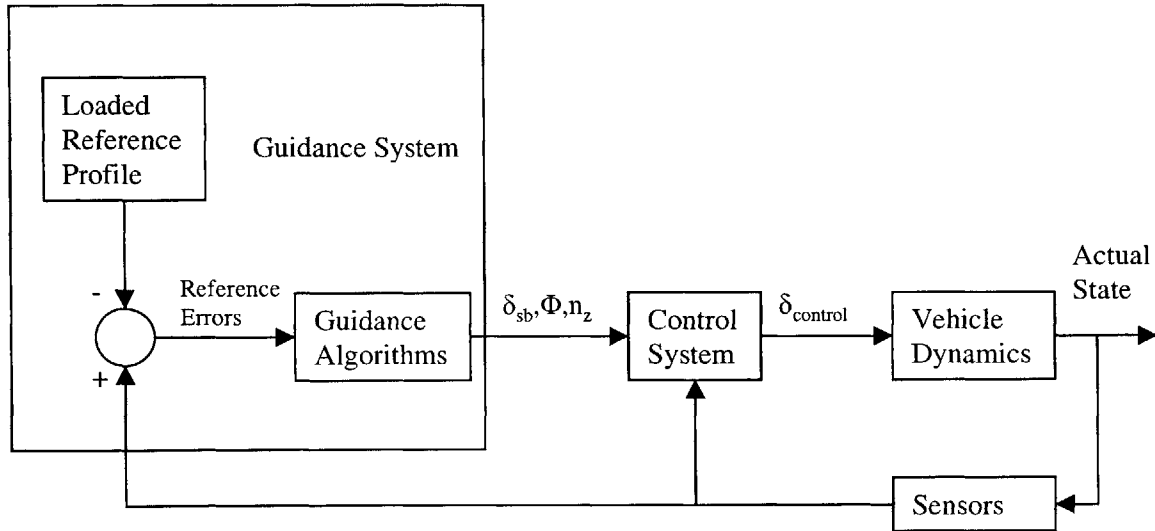 Loaded
Reference
Profile
Guidance System
-
+
Reference
Errors
Guidance
Algorithms
δsb,Φ,nz
Control
System
δcontrol
Vehicle
Dynamics
Actual
State
Sensors